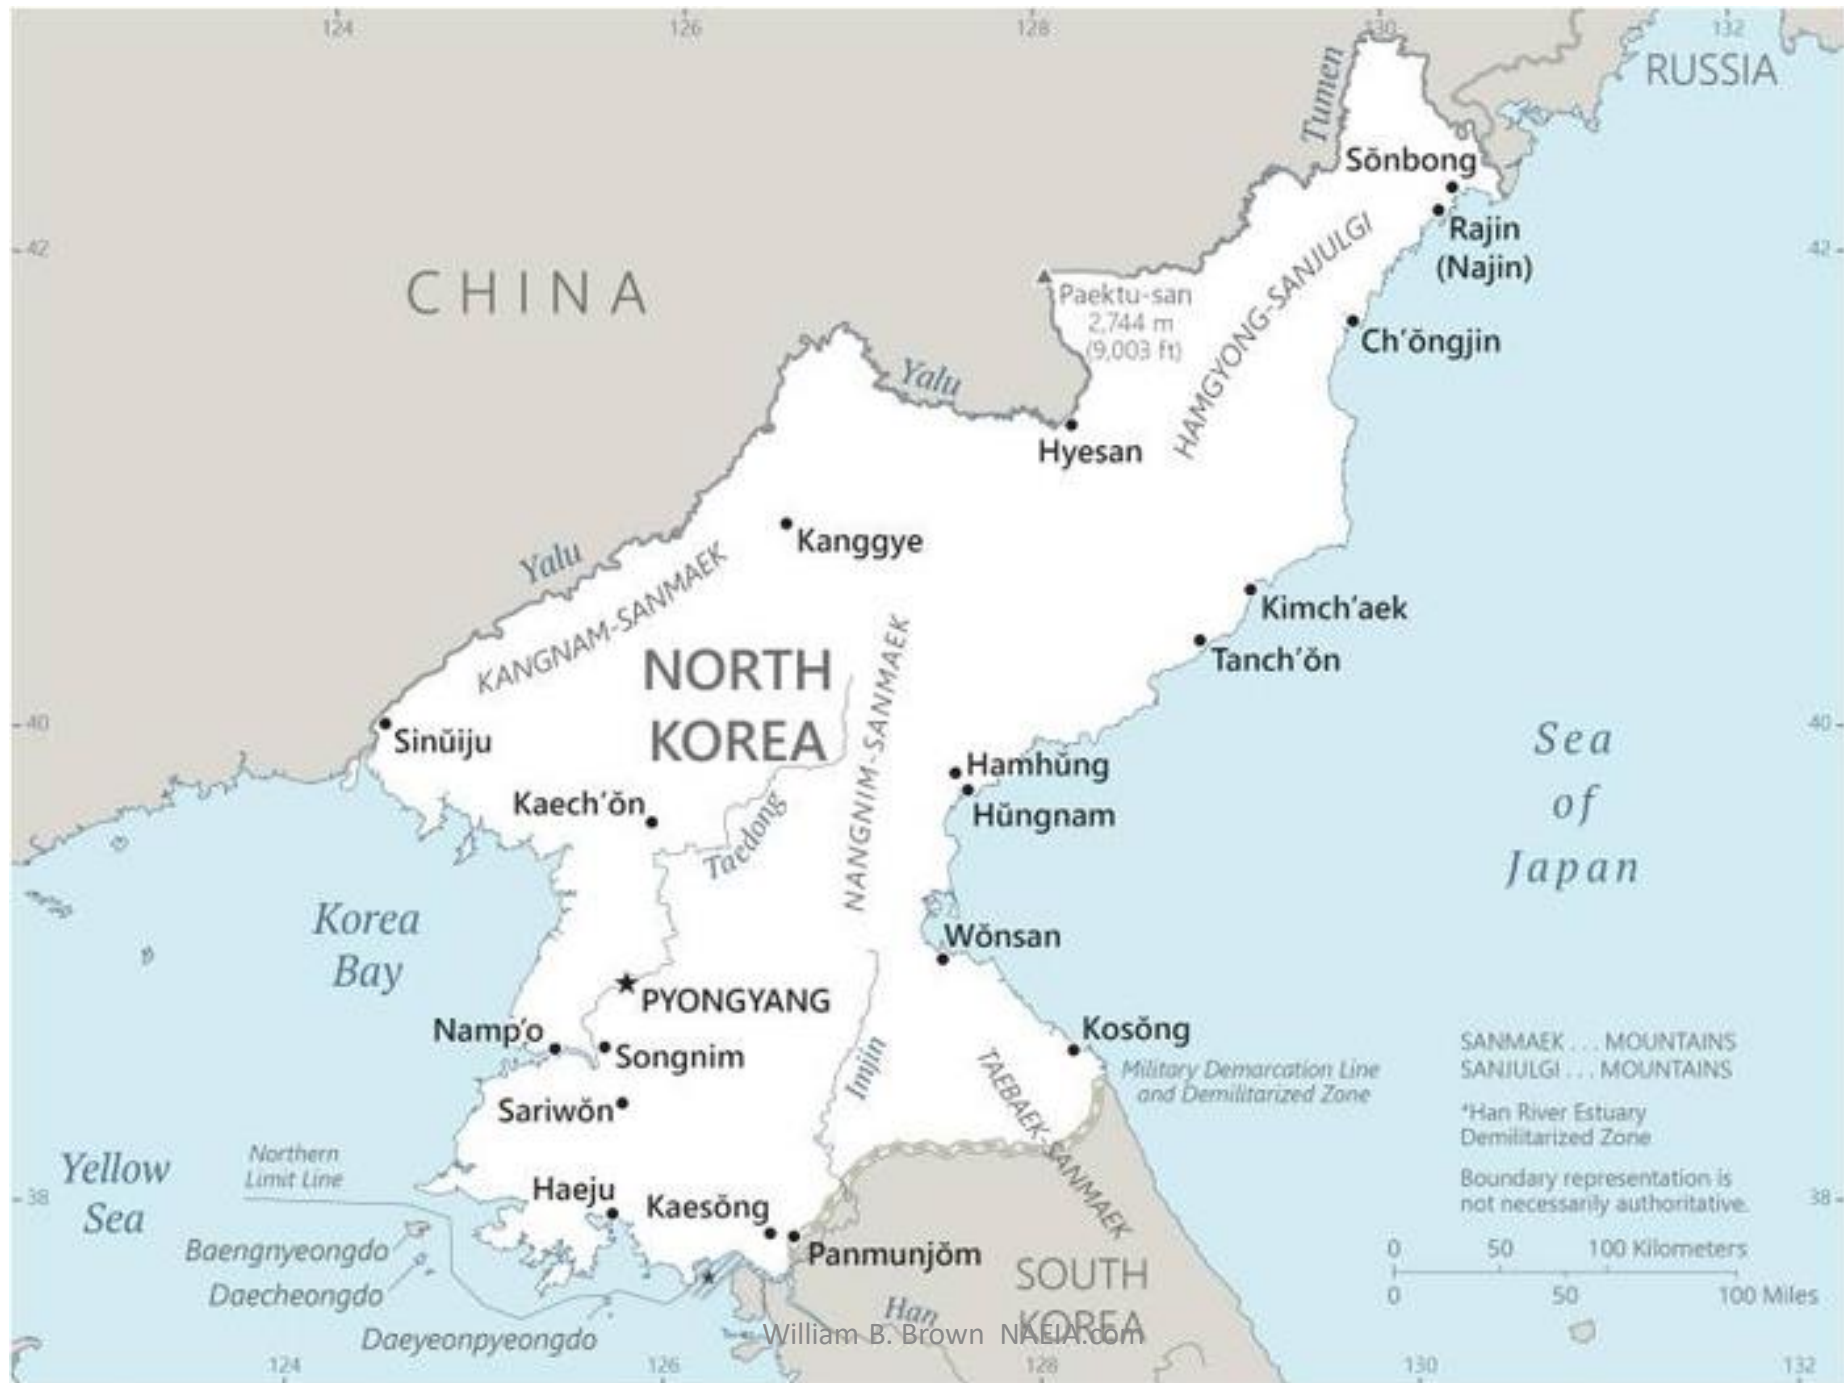 124
126
128
130
132
RUSSIA
Tumen
Sŏnbong
42
42
Rajin
(Najin)
CHINA
Paektu-san
2,744 m
(9,003 ft)
HAMGYONG-SANJULGI
Ch'ŏngjin
Yalu
Hyesan
Kanggye
Yalu
KANGNAM-SANMAEK
Kimch'aek
NORTH
KOREA
Tanch'ŏn
NANGNIM-SANMAEK
40
40
Sinŭiju
Hamhŭng
Sea
of
Japan
Kaech'ŏn
Hŭngnam
Taedong
Korea
Bay
Wŏnsan
PYONGYANG
Namp'o
Songnim
Kosŏng
Imjin
TAEBAEK-SANMAEK
Military Demarcation Line
and Demilitarized Zone
SANMAEK . . . MOUNTAINS
SANJULGI . . . MOUNTAINS
Sariwŏn
*Han River Estuary
Demilitarized Zone
Northern
Limit Line
Yellow
Sea
Boundary representation is
not necessarily authoritative.
38
38
Haeju
Kaesŏng
Panmunjŏm
Baengnyeongdo
Daecheongdo
Daeyeonpyeongdo
*
0 50 100 Kilometers
0 50 100 Miles
SOUTH
KOREA
Han
William B. Brown NAEIA.com
124
126
128
130
132